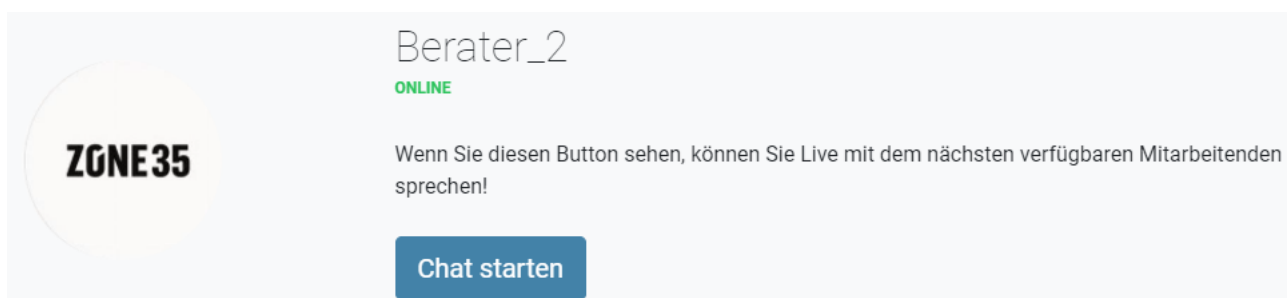 Berater_2
ONLINE
ZONE35
Wenn Sie diesen Button sehen, können Sie Live mit dem nächsten verfügbaren Mitarbeitenden
sprechen!
Chat starten